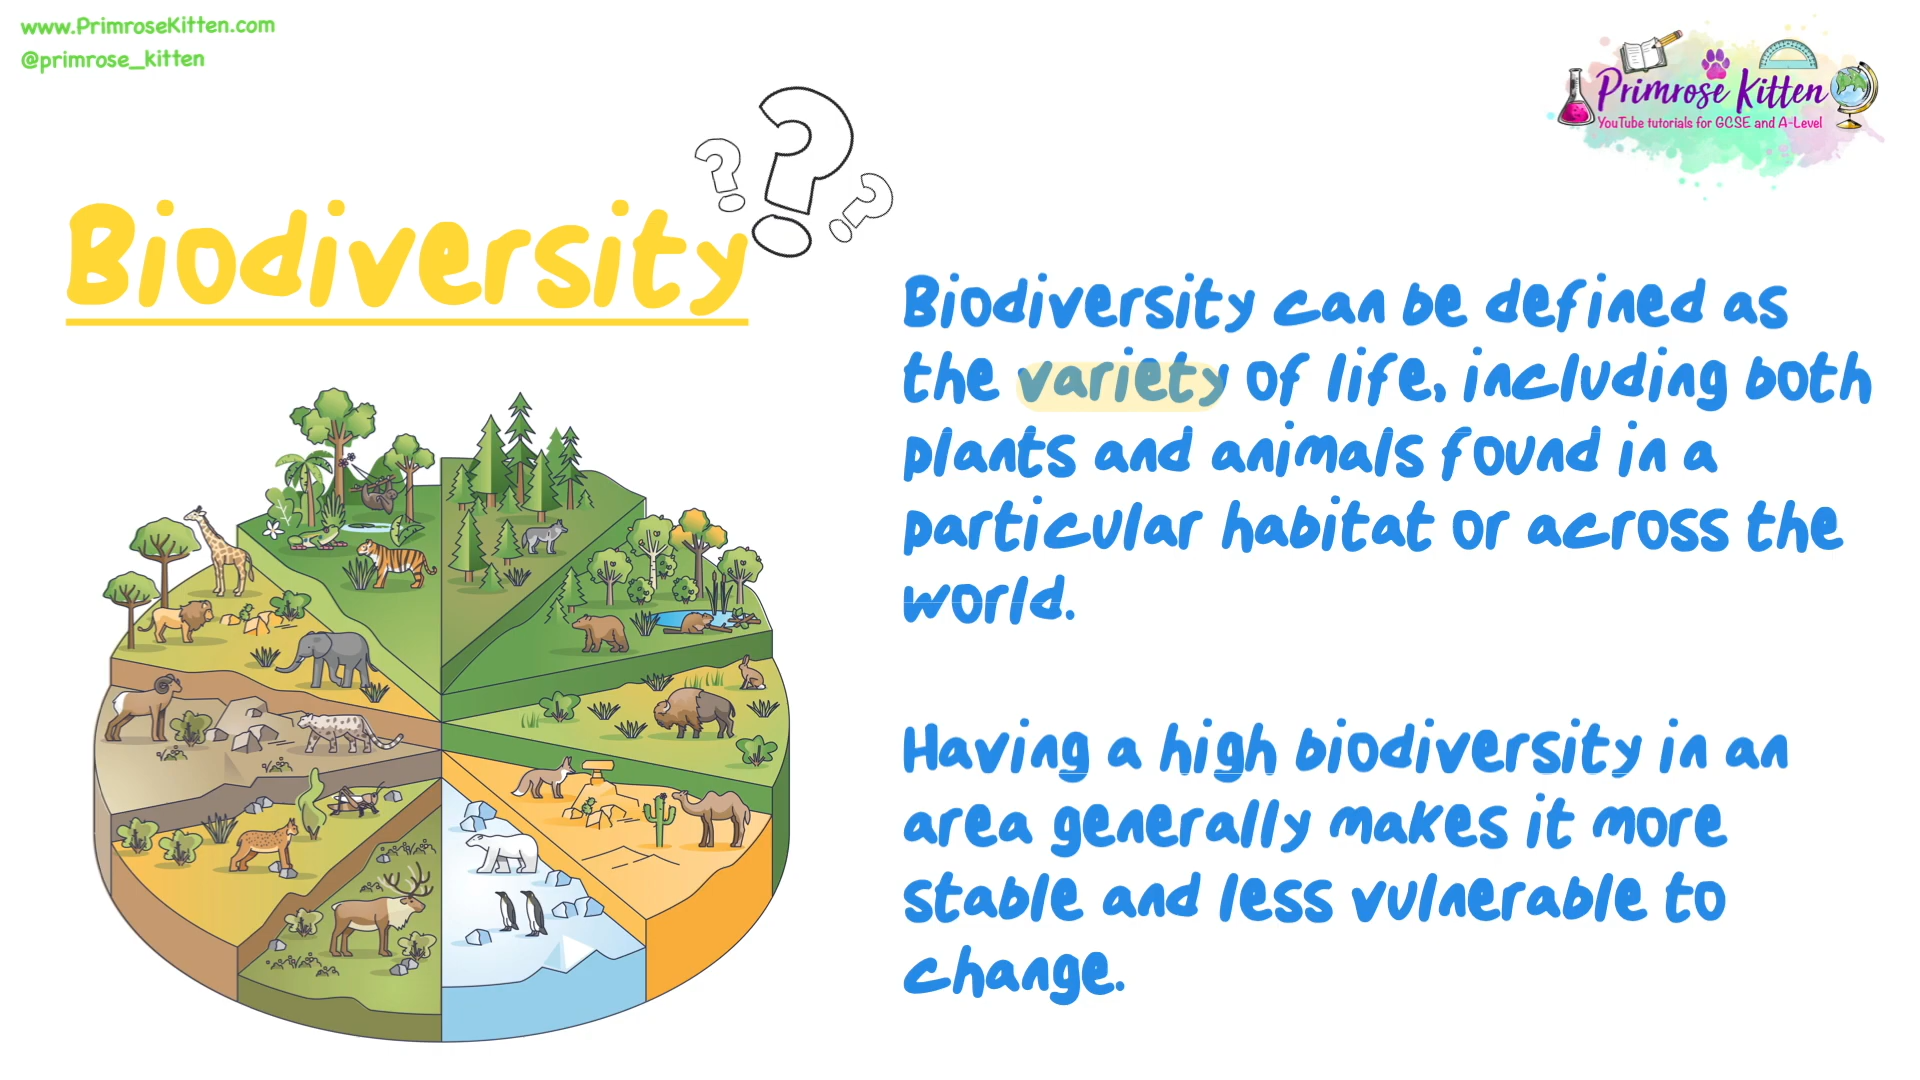 www.PrimroseKitten.com
@primrose_kitten
Primrose Kitten
YouTube tutorials for GCSE and A-Level
Biodiversity
???
Biodiversity can be defined as
the variety of life, including both
plants and animals found in a
particular habitat or across the
world.
Having a high biodiversity in an
area generally makes it more
stable and less vulnerable to
change.